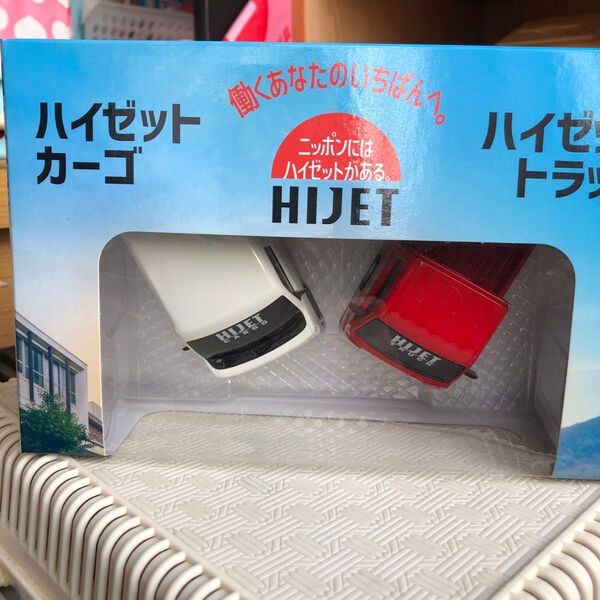 働くあなたのいちばんへ。
ハイゼット
カーゴ
ニッポンには
ハイゼットがある。
HIJET
ハイゼッ
トラッ
HIJET
CARGO
HIJET
TRUCK